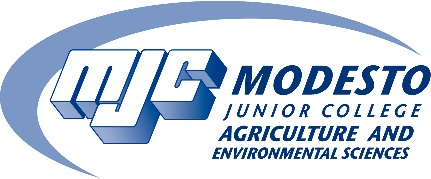 MJC
MODESTO
JUNIOR COLLEGE
AGRICULTURE AND
ENVIRONMENTAL SCIENCES